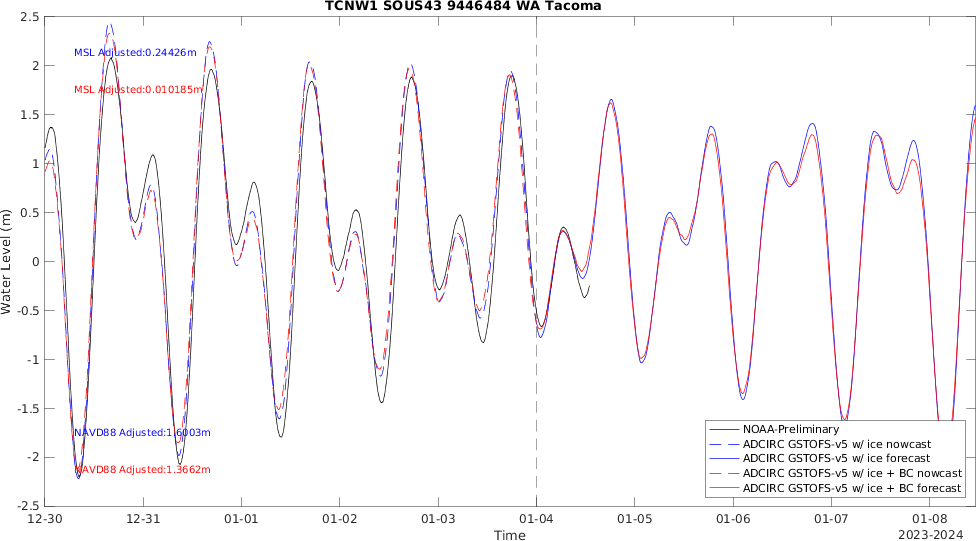 TCNW1 SOUS43 9446484 WA Tacoma
2.5
2
1.5
1
0.5
0
-0.5
-1
-1.5
-2
-2.5
Water Level (m)
MSL Adjusted:0.24426m
MSL Adjusted:0.010185m
NAVD88 Adjusted:1.6003m
NAVD88 Adjusted:1.3662m
NOAA-Preliminary
ADCIRC GSTOFS-v5 w/ ice nowcast
ADCIRC GSTOFS-v5 w/ ice forecast
ADCIRC GSTOFS-v5 w/ ice + BC nowcast
ADCIRC GSTOFS-v5 w/ ice + BC forecast
12-30 12-31 01-01 01-02 01-03 01-04 01-05 01-06 01-07 01-08
Time
2023-2024